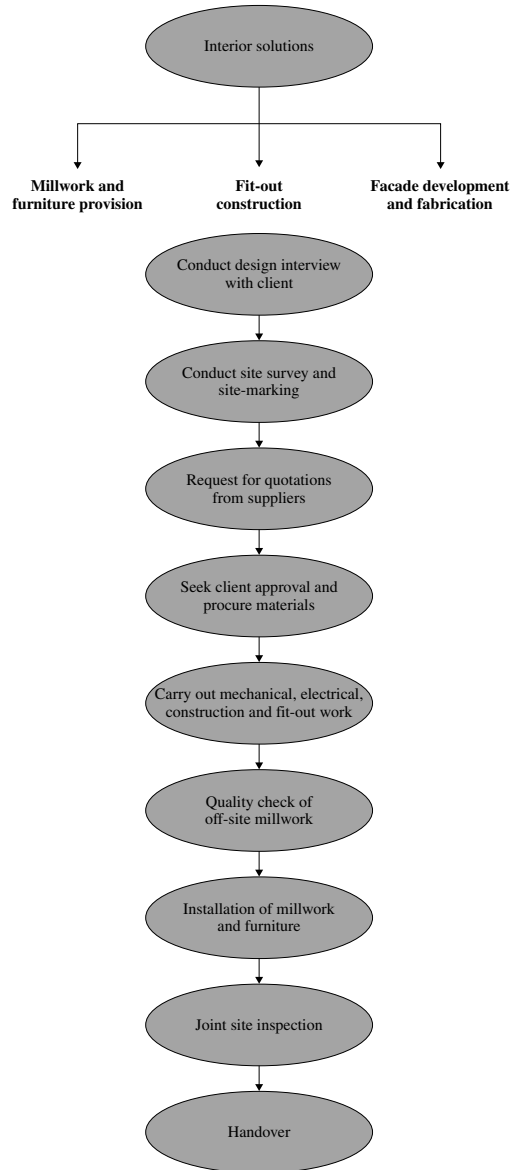 Interior solutions
Millwork and
furniture provision
Fit-out
construction
Facade development
and fabrication
Conduct design interview
with client
Conduct site survey and
site-marking
Request for quotations
from suppliers
Seek client approval and
procure materials
Carry out mechanical, electrical,
construction and fit-out work
Quality check of
off-site millwork
Installation of millwork
and furniture
Joint site inspection
Handover